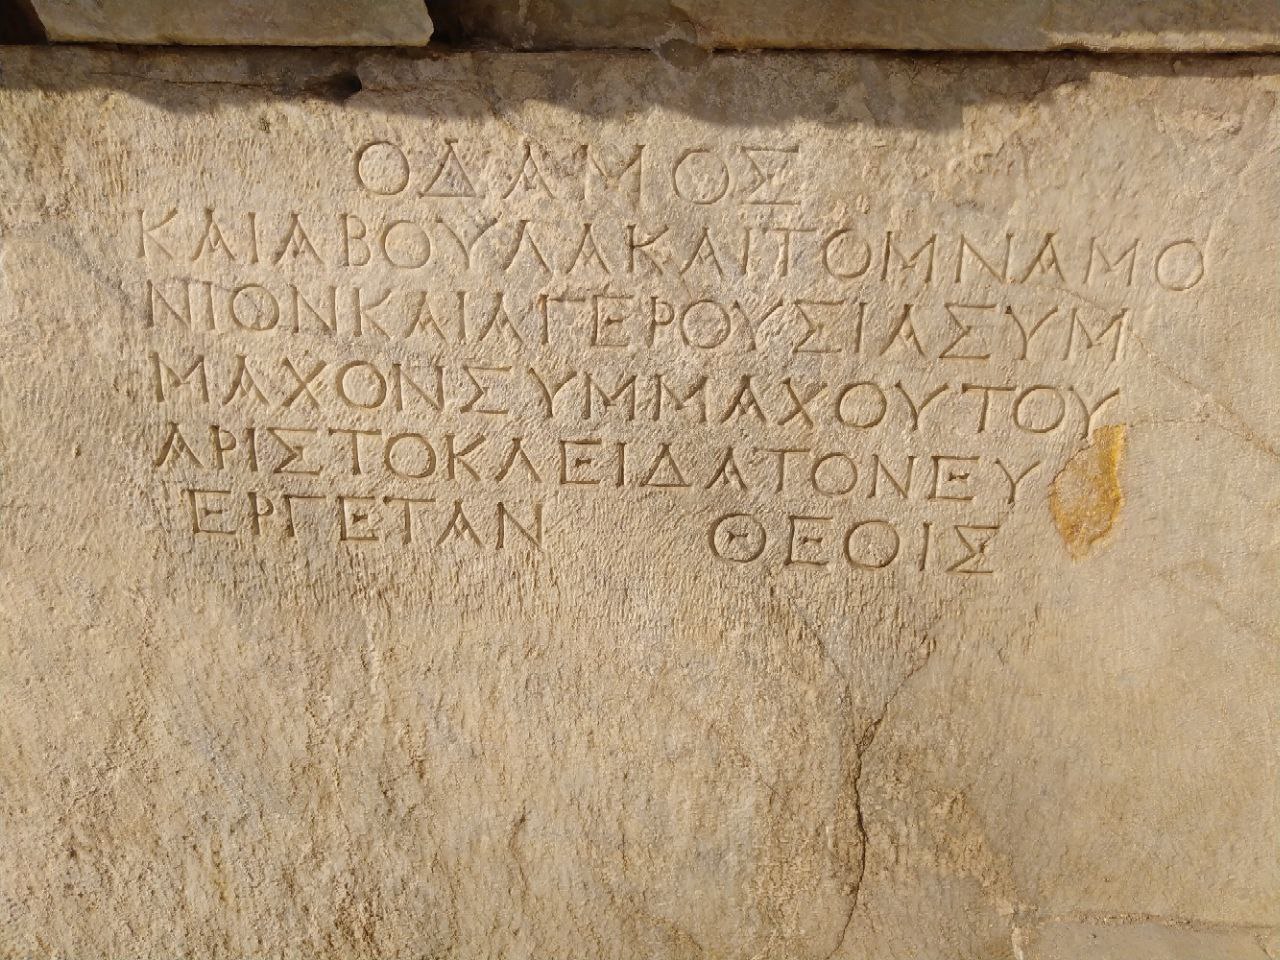 ΟΔΑΜΟΣ
ΚΑΙΑΒΟΥΛΑΚΑΙΤΟΜΝΑΜΟ
ΝΙΟΝΚΑΙΑΓΕΡΟΥΣΙΑΣΥΜ
ΜΑΧΟΝΣΥΜΜΑΧΟΥΤΟΥ
ΑΡΙΣΤΟΚΛΕΙΔΑΤΟΝΕΥ
ΕΡΓΕΤΑΝ ΘΕΟΙΣ